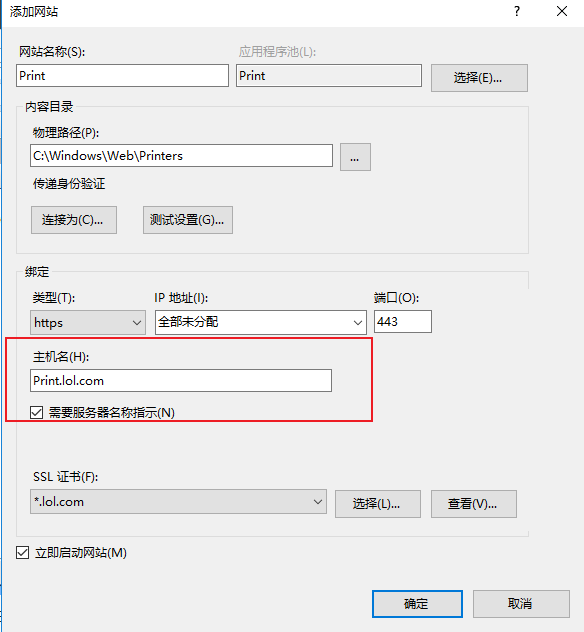 添加网站
网站名称(S): 应用程序池(L):
Print Print 选择(E)...
内容目录
物理路径(P):
C:\Windows\Web\Printers ...
传递身份验证
连接为(C)... 测试设置(G)...
绑定
类型(T): IP 地址(I): 端口(O):
https 全部未分配 443
主机名(H):
Print.lol.com
需要服务器名称指示(N)
SSL 证书(F):
*.lol.com 选择(L)... 查看(V)...
立即启动网站(M)
确定 取消